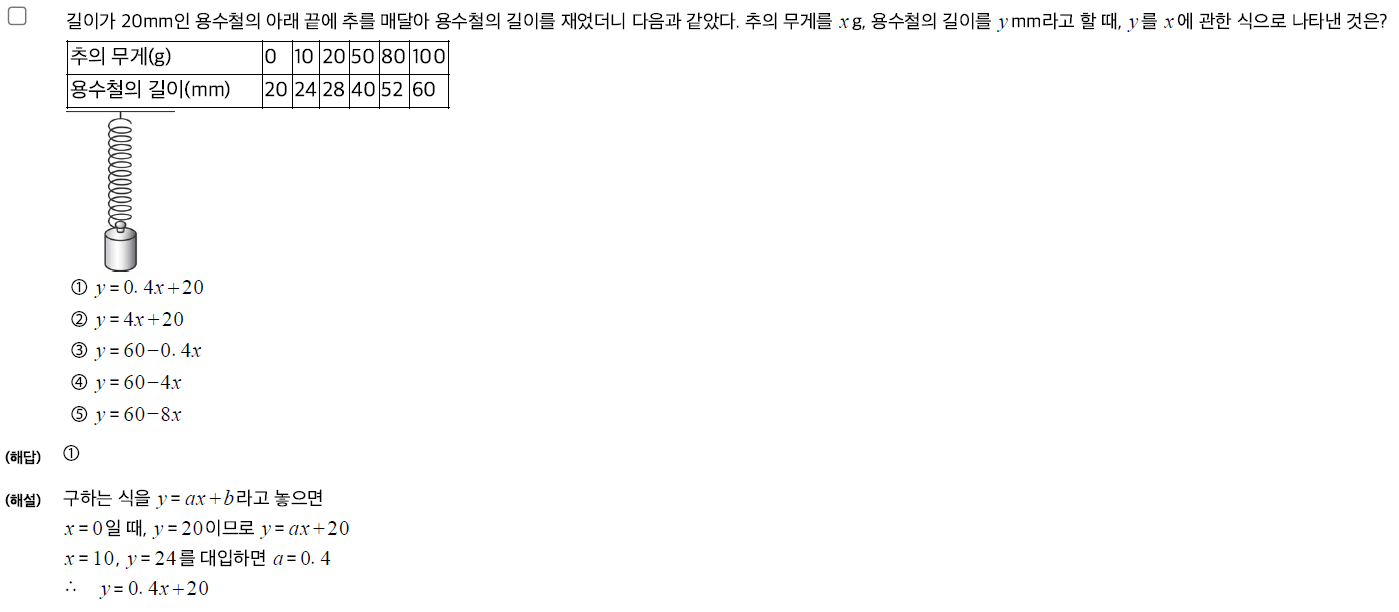 길이가 20mm인 용수철의 아래 끝에 추를 매달아 용수철의 길이를 재었더니 다음과 같았다. 추의 무게를 x g, 용수철의 길이를 y mm라고 할 때, y를 x에 관한 식으로 나타낸 것은?
추의 무게(g) 0 10 20 50 80 100
용수철의 길이(mm) 20 24 28 40 52 60
① y=0.4x+20
② y=4x+20
③ y=60-0.4x
④ y=60-4x
⑤ y=60-8x
(해답) ①
(해설) 구하는 식을 y=ax+b라고 놓으면
x=0일 때, y=20이므로 y=ax+20
x=10, y=24를 대입하면 a=0.4
∴ y=0.4x+20